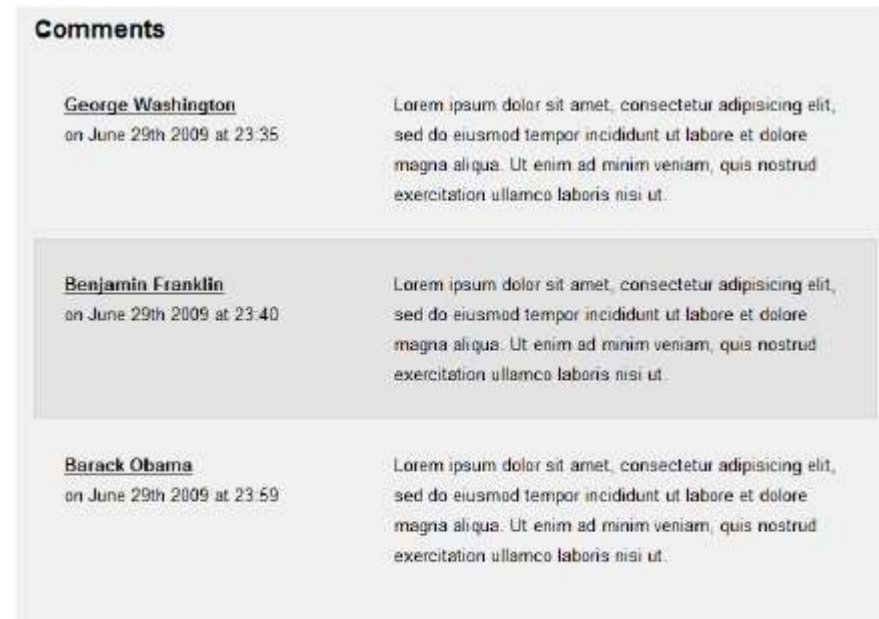 Comments
George Washington
on June 29th 2009 at 23:35
Lorem ipsum dolor sit amet, consectetur adipisicing elit,
sed do eiusmod tempor incididunt ut labore et dolore
magna aliqua. Ut enim ad minim veniam, quis nostrud
exercitation ullamco laboris nisi ut.
Benjamin Franklin
on June 29th 2009 at 23:40
Lorem ipsum dolor sit amet, consectetur adipisicing elit,
sed do eiusmod tempor incididunt ut labore et dolore
magna aliqua. Ut enim ad minim veniam, quis nostrud
exercitation ullamco laboris nisi ut.
Barack Obama
on June 29th 2009 at 23:59
Lorem ipsum dolor sit amet, consectetur adipisicing elit,
sed do eiusmod tempor incididunt ut labore et dolore
magna aliqua. Ut enim ad minim veniam, quis nostrud
exercitation ullamco laboris nisi ut.